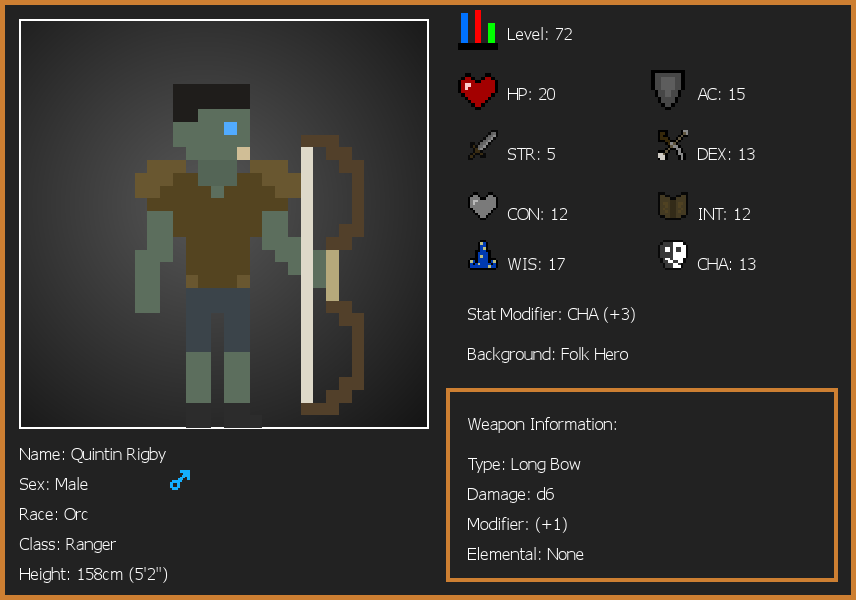 Level: 72
HP: 20
AC: 15
STR: 5
DEX: 13
CON: 12
INT: 12
WIS: 17
CHA: 13
Stat Modifier: CHA (+3)
Background: Folk Hero
Weapon Information:
Type: Long Bow
Damage: d6
Modifier: (+1)
Elemental: None
Name: Quintin Rigby
Sex: Male
Race: Orc
Class: Ranger
Height: 158cm (5'2")